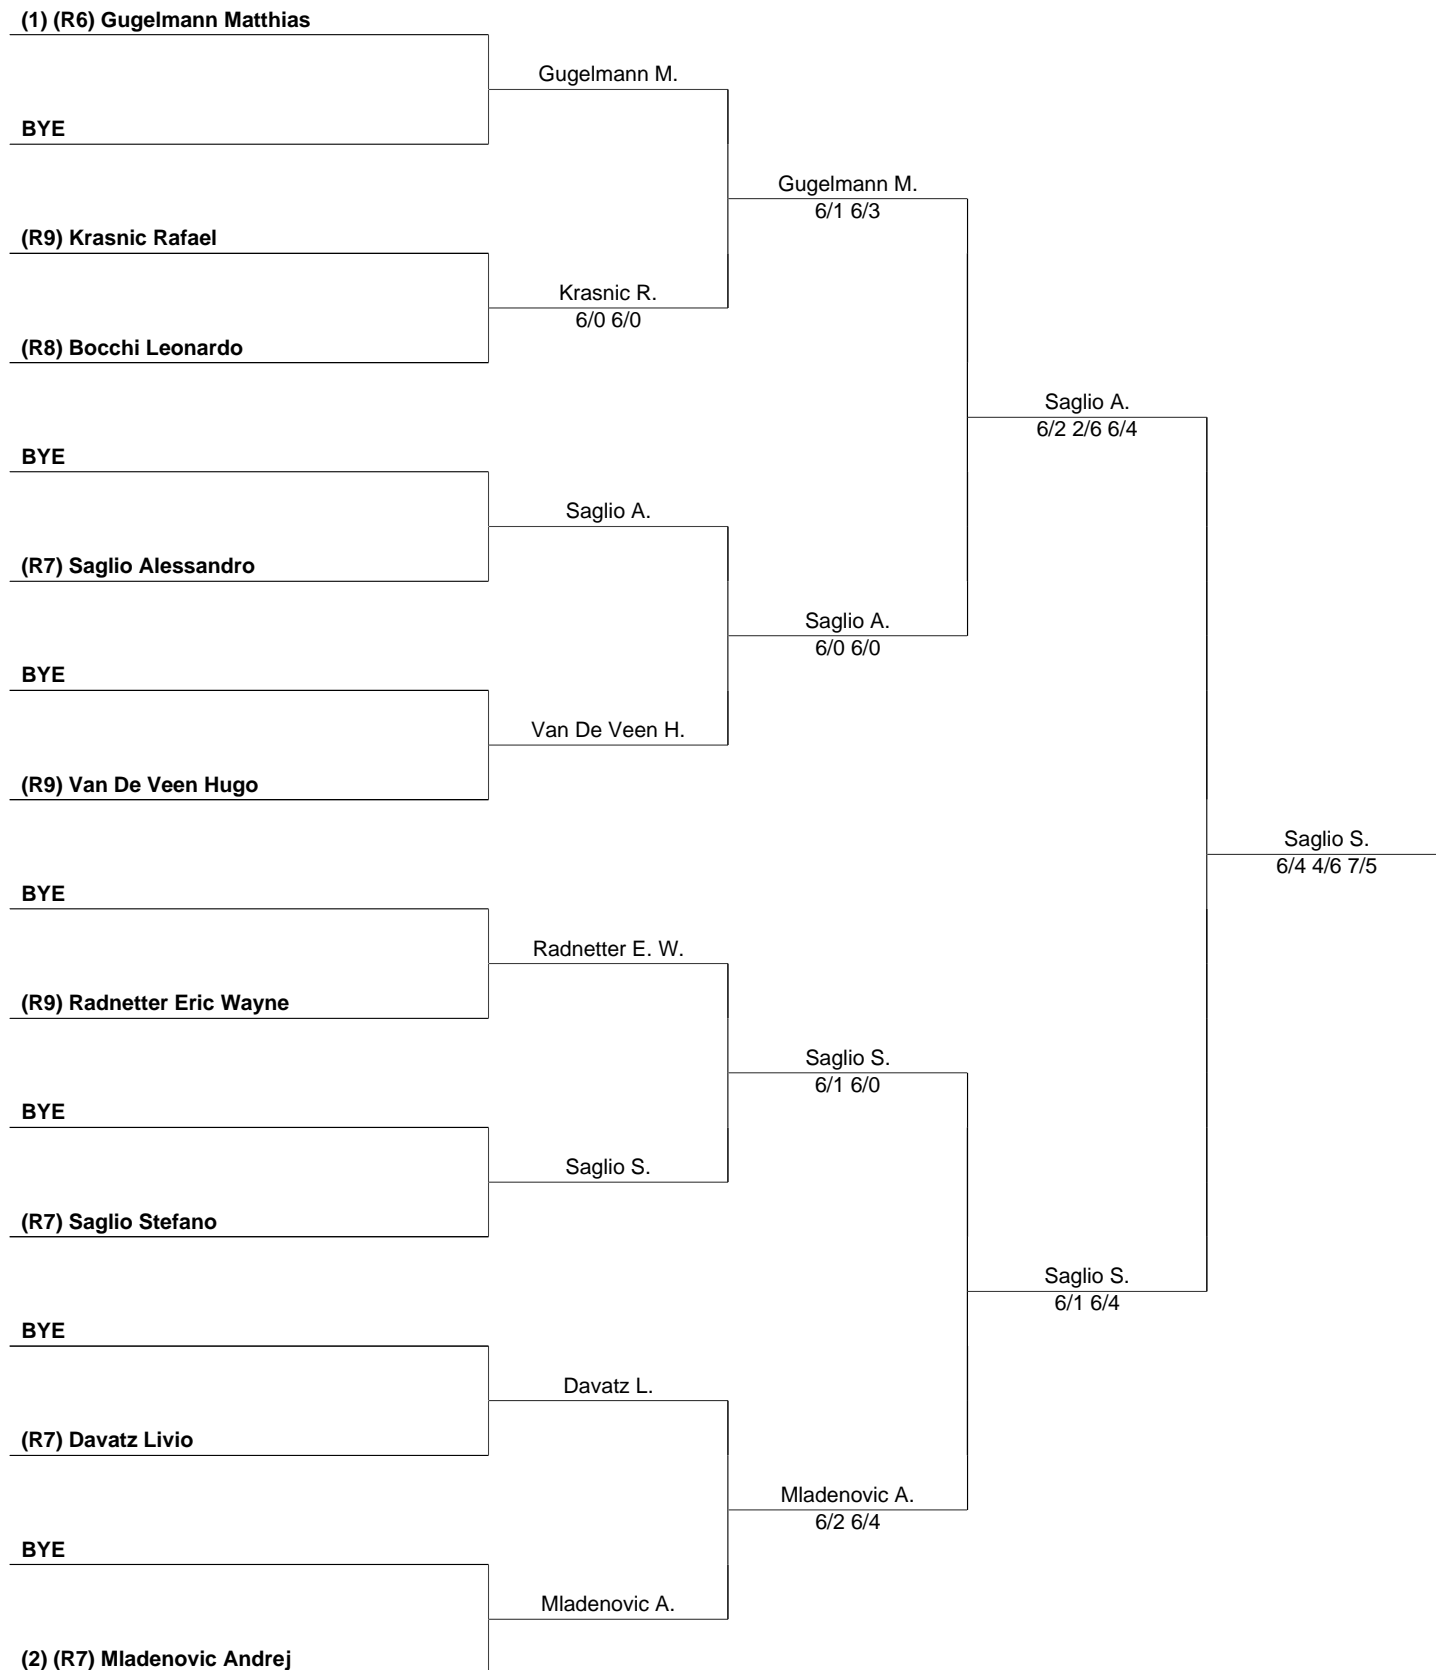 (1) (R6) Gugelmann Matthias
Gugelmann M.
BYE
Gugelmann M.
6/1 6/3
(R9) Krasnic Rafael
Krasnic R.
6/0 6/0
(R8) Bocchi Leonardo
Saglio A.
6/2 2/6 6/4
BYE
Saglio A.
(R7) Saglio Alessandro
Saglio A.
6/0 6/0
BYE
Van De Veen H.
(R9) Van De Veen Hugo
Saglio S.
6/4 4/6 7/5
BYE
Radnetter E. W.
(R9) Radnetter Eric Wayne
Saglio S.
6/1 6/0
BYE
Saglio S.
(R7) Saglio Stefano
Saglio S.
6/1 6/4
BYE
Davatz L.
(R7) Davatz Livio
Mladenovic A.
6/2 6/4
BYE
Mladenovic A.
(2) (R7) Mladenovic Andrej